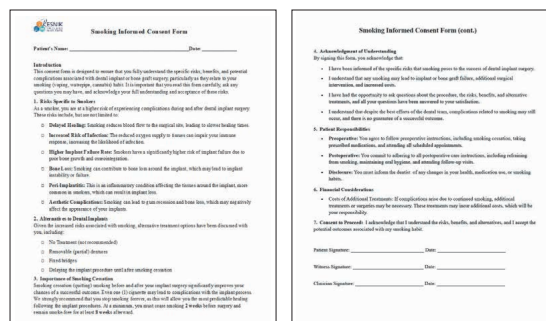 ČESNIK
Smoking Informed Consent Form
Patient's Name: Date:
Introduction
This consent form is designed to ensure that you fully understand the specific risks, benefits, and potential
complications associated with dental implant or bone graft surgery, particularly as they relate to your
smoking (vaping, waterpipe, cannabis) habit. It is important that you read this form carefully, ask any
questions you may have, and acknowledge your full understanding and acceptance of these risks.
1. Risks Specific to Smokers
As a smoker, you are at a higher risk of experiencing complications during and after dental implant surgery.
These risks include, but are not limited to:
Delayed Healing: Smoking reduces blood flow to the surgical site, leading to slower healing times.
Increased Risk of Infection: The reduced oxygen supply to tissues can impair your immune
response, increasing the likelihood of infection.
Higher Implant Failure Rate: Smokers have a significantly higher risk of implant failure due to
poor bone growth and osseointegration.
Bone Loss: Smoking can contribute to bone loss around the implant, which may lead to implant
instability or failure.
Peri-Implantitis: This is an inflammatory condition affecting the tissues around the implant, more
common in smokers, which can result in implant loss.
Aesthetic Complications: Smoking can lead to gum recession and bone loss, which may negatively
affect the appearance of your implants.
2. Alternatives to Dental Implants
Given the increased risks associated with smoking, alternative treatment options have been discussed with
you, including:
No Treatment (not recommended)
Removable (partial) dentures
Fixed bridges
Delaying the implant procedure until after smoking cessation
3. Importance of Smoking Cessation
Smoking cessation (quitting) smoking before and after your implant surgery significantly improves your
chances of a successful outcome. Even one (1) cigarette may lead to complications with the implant process.
We strongly recommend that you stop smoking forever, as this will allow you the most predictable healing
following the implant procedures. At a minimum, you must cease smoking 2 weeks before surgery and
remain smoke-free for at least 8 weeks afterward.
Smoking Informed Consent Form (cont.)
4. Acknowledgment of Understanding
By signing this form, you acknowledge that:
I have been informed of the specific risks that smoking poses to the success of dental implant surgery.
I understand that my smoking may lead to implant or bone graft failure, additional surgical
intervention, and increased costs.
I have had the opportunity to ask questions about the procedure, the risks, benefits, and alternative
treatments, and all your questions have been answered to your satisfaction.
I understand that despite the best efforts of the dental team, complications related to smoking may still
occur, and there is no guarantee of a successful outcome.
5. Patient Responsibilities
Preoperative: You agree to follow preoperative instructions, including smoking cessation, taking
prescribed medications, and attending all scheduled appointments.
Postoperative: You commit to adhering to all postoperative care instructions, including refraining
from smoking, maintaining oral hygiene, and attending follow-up visits.
Disclosure: You must inform the dentist of any changes in your health, medication use, or smoking
habits.
6. Financial Considerations
Costs of Additional Treatments: If complications arise due to continued smoking, additional
treatments or surgeries may be necessary. These treatments may incur additional costs, which will be
your responsibility.
7. Consent to Proceed: I acknowledge that I understand the risks, benefits, and alternatives, and I accept the
potential outcomes associated with my smoking habit.
Patient Signature: Date:
Witness Signature: Date:
Clinician Signature: Date: